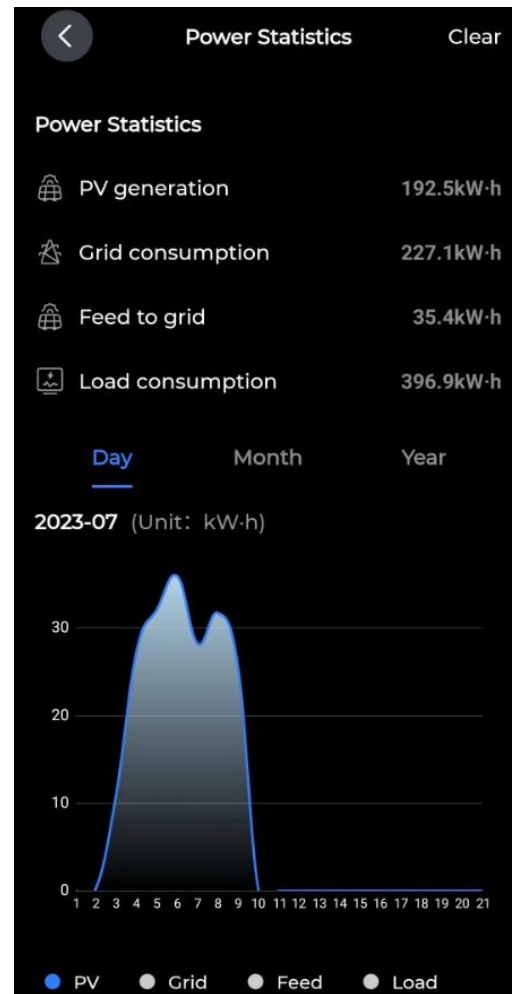 Power Statistics Clear
Power Statistics
PV generation 192.5kW·h
Grid consumption 227.1kW·h
Feed to grid 35.4kW·h
Load consumption 396.9kW·h
Day Month Year
2023-07 (Unit: kW·h)
30
20
10
0
1 2 3 4 5 6 7 8 9 10 11 12 13 14 15 16 17 18 19 20 21
PV Grid Feed Load